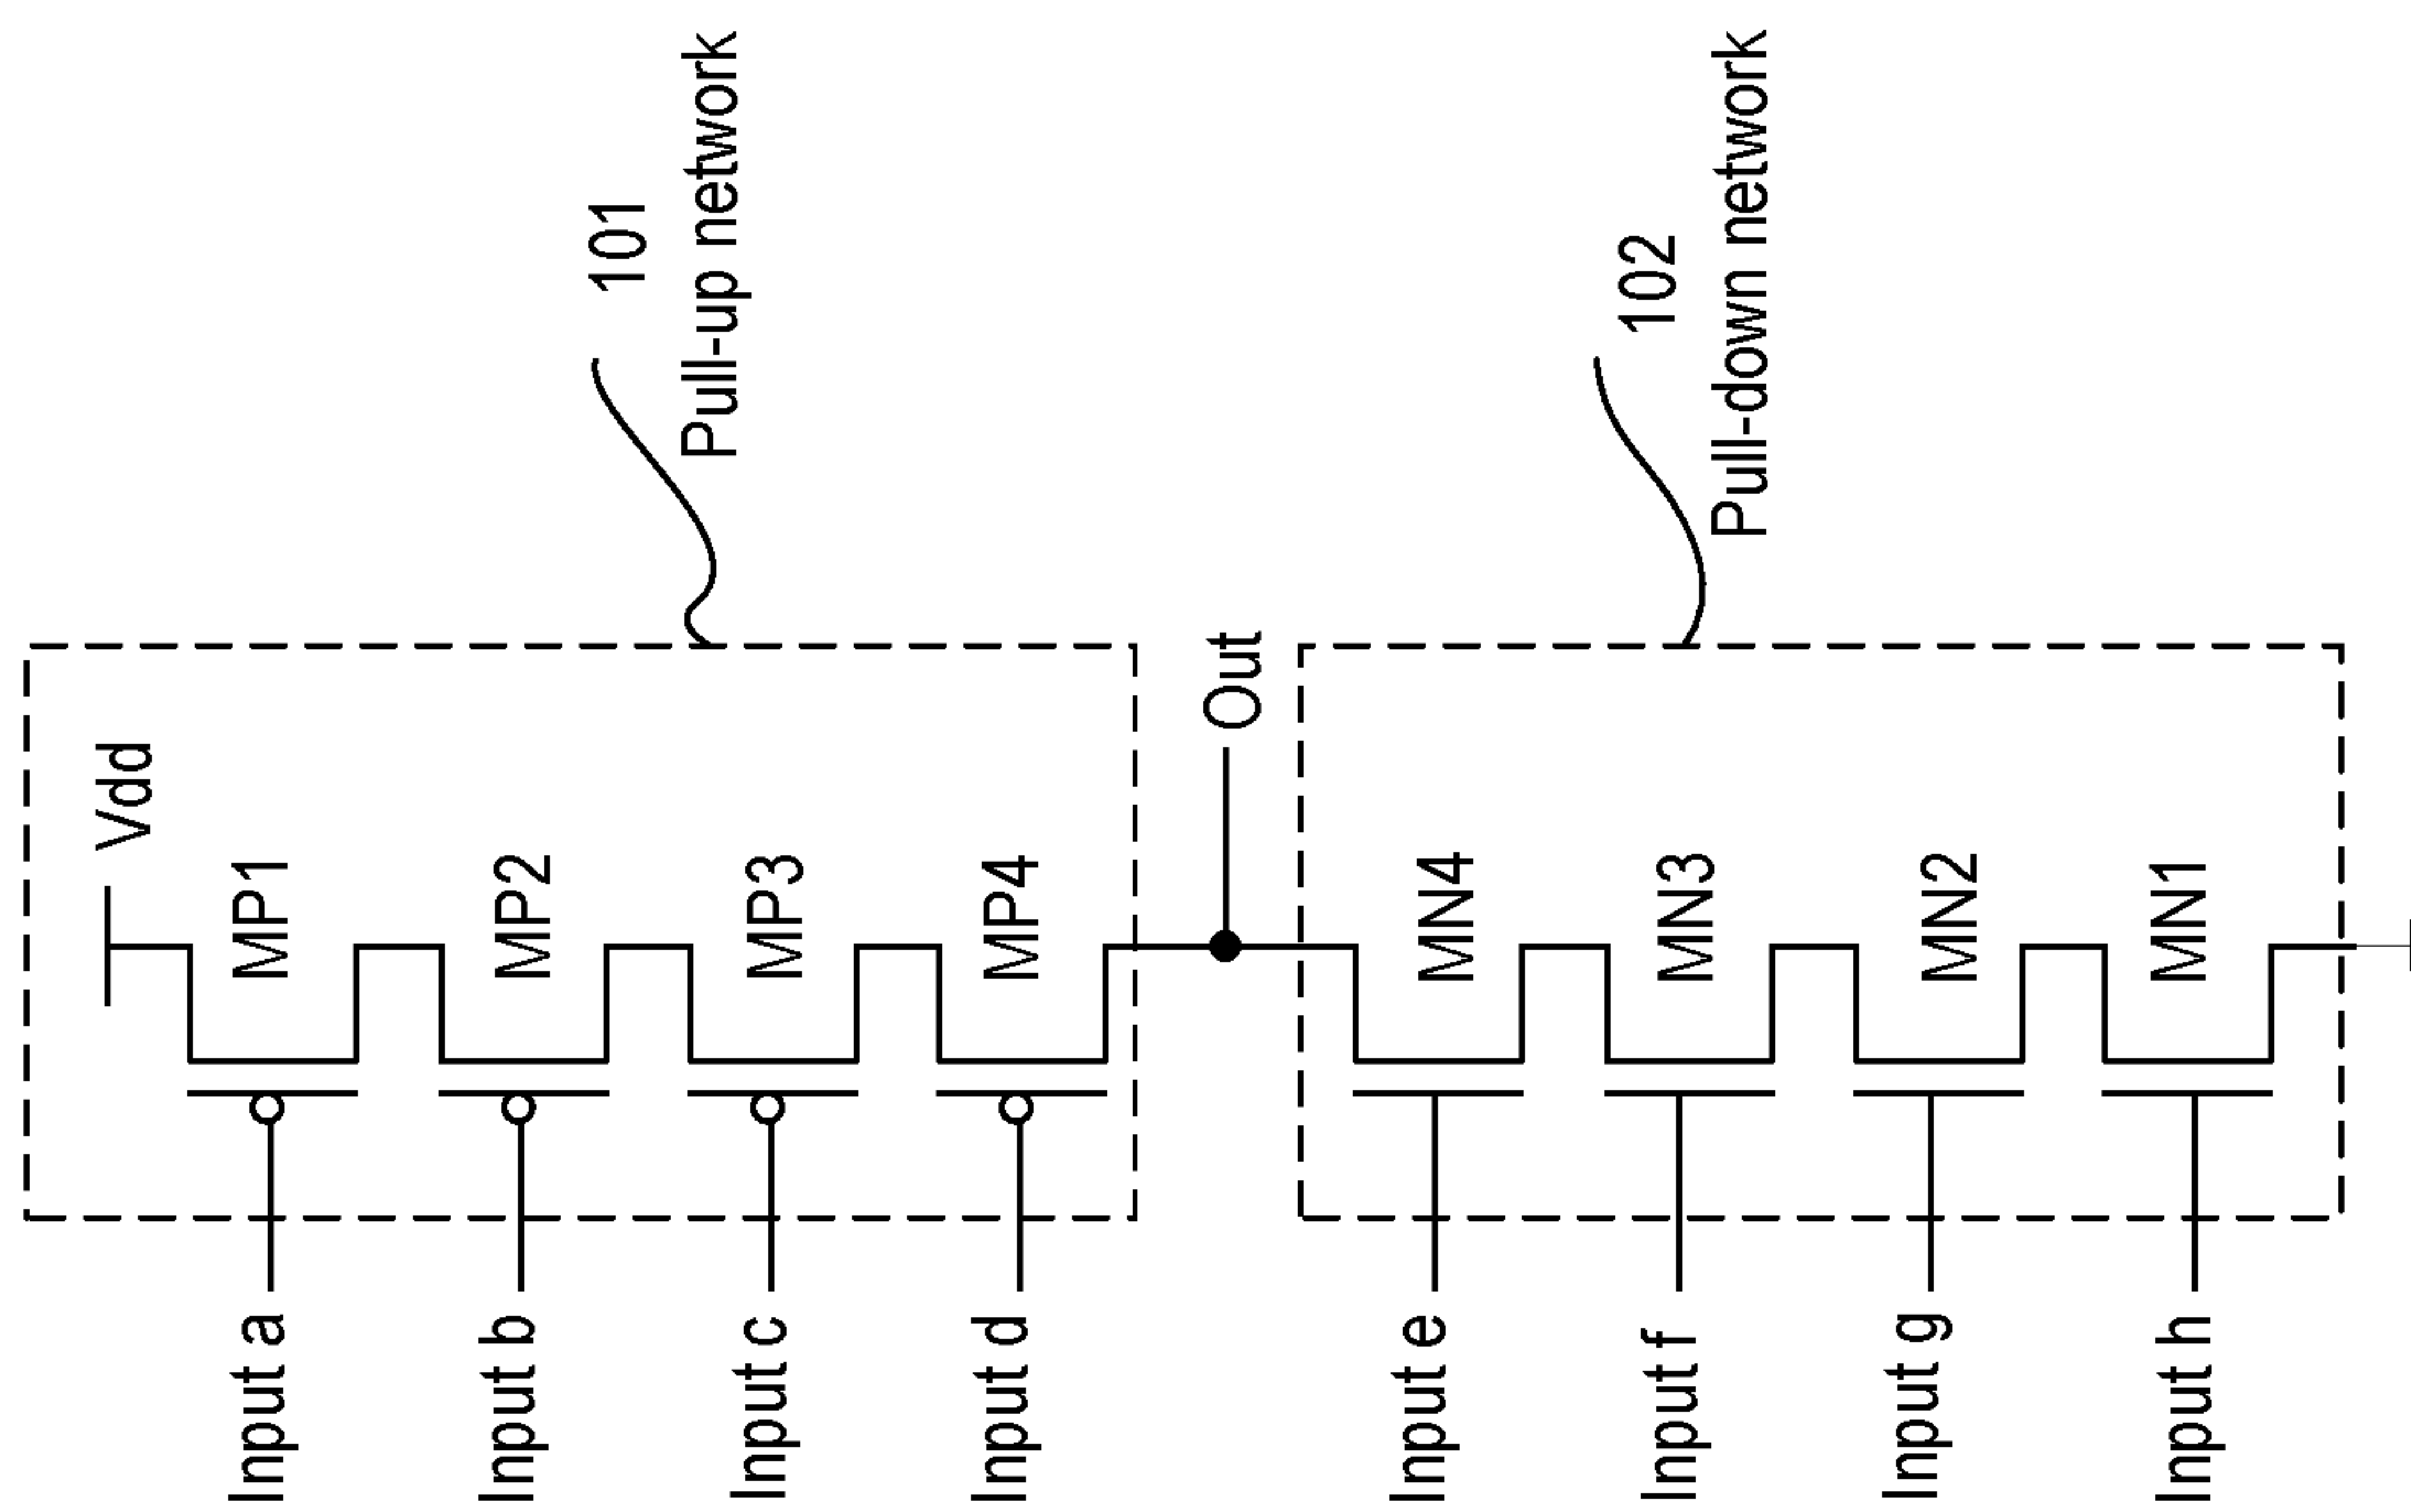 Vdd
MP1
MP2
MP3
MP4
Input a
Input b
Input c
Input d
101
Pull-up network
Out
MN4
MN3
MN2
MN1
Input e
Input f
Input g
Input h
102
Pull-down network